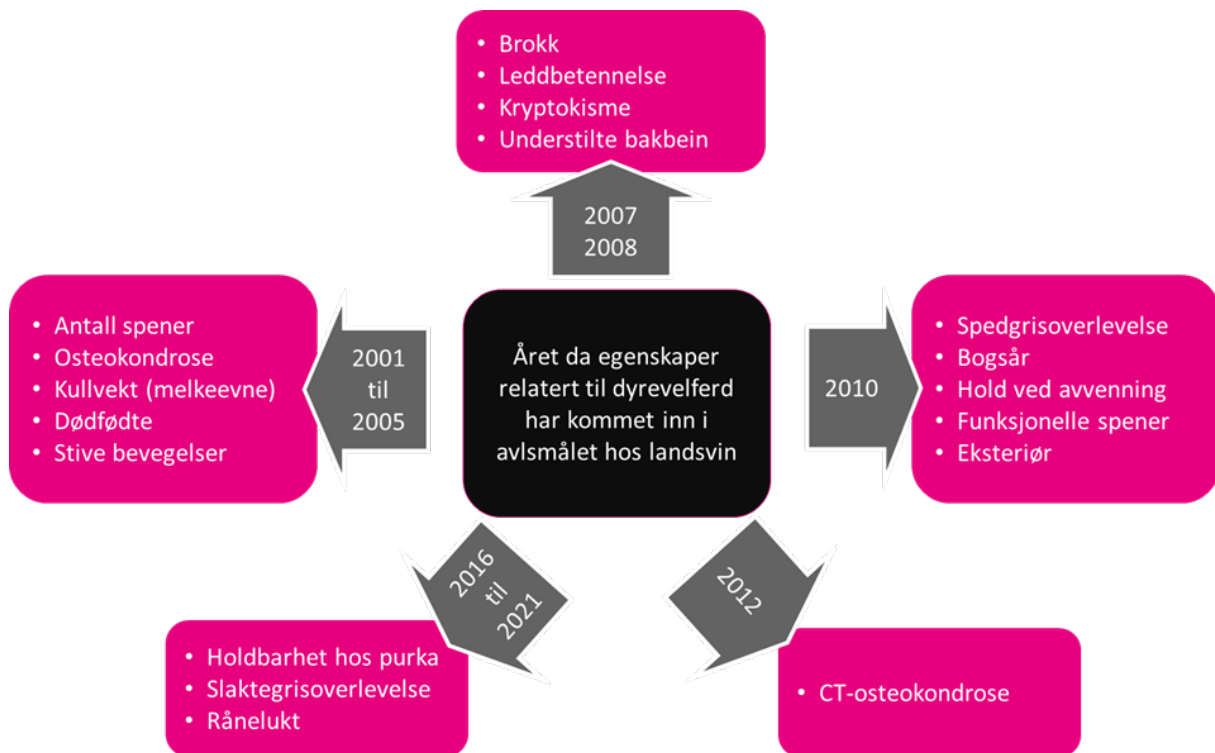 • Brokk
• Leddbetennelse
• Kryptokisme
• Understilte bakbein
2007
2008
• Antall spener
• Osteokondrose
• Kullvekt (melkeevne)
• Dødfødte
• Stive bevegelser
2001
til
2005
Året da egenskaper
relatert til dyrevelferd
har kommet inn i
avlsmålet hos landsvin
2010
• Spedgrisoverlevelse
• Bogsår
• Hold ved avvenning
• Funksjonelle spener
• Eksteriør
2016
til
2021
• Holdbarhet hos purka
• Slaktegrisoverlevelse
• Rånelukt
2012
• CT-osteokondrose